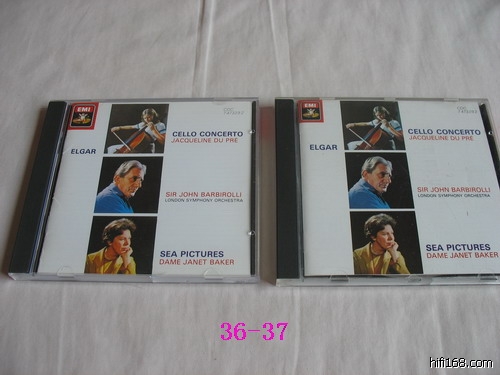 EMI
ELGAR
CELLO CONCERTO
JACQUELINE DU PRÉ
SIR JOHN BARBIROLLI
LONDON SYMPHONY ORCHESTRA
SEA PICTURES
DAME JANET BAKER
EMI
ELGAR
CELLO CONCERTO
JACQUELINE DU PRÉ
SIR JOHN BARBIROLLI
LONDON SYMPHONY ORCHESTRA
SEA PICTURES
DAME JANET BAKER
36-37
hifi168.com